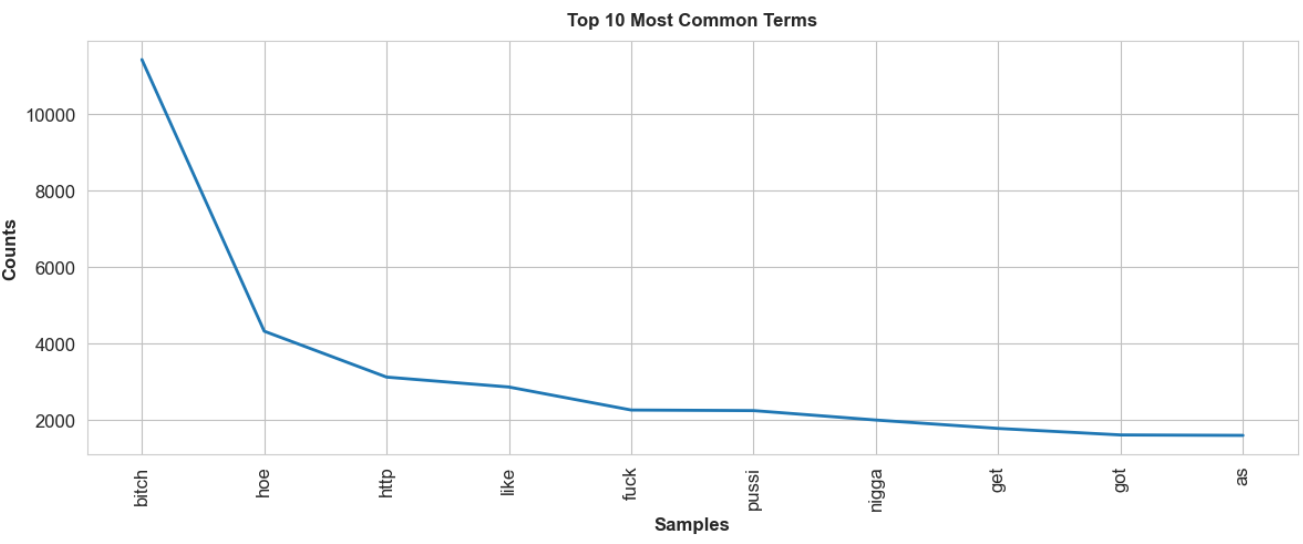 Top 10 Most Common Terms
10000
8000
6000
4000
2000
Counts
bitch
hoe
http
like
fuck
pussi
nigga
get
got
as
Samples